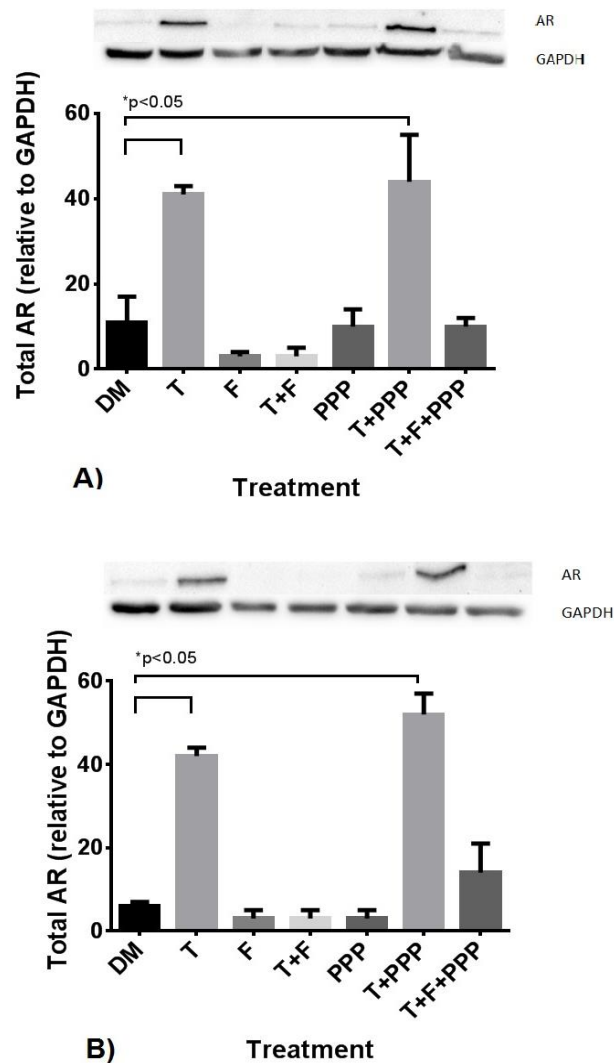 AR
GAPDH
*p<0.05
Total AR (relative to GAPDH)
60
40
20
0
DM
T
F
T+F
PPP
T+PPP
T+F+PPP
A)
Treatment
AR
GAPDH
*p<0.05
Total AR (relative to GAPDH)
60
40
20
0
DM
T
F
T+F
PPP
T+PPP
T+F+PPP
B)
Treatment